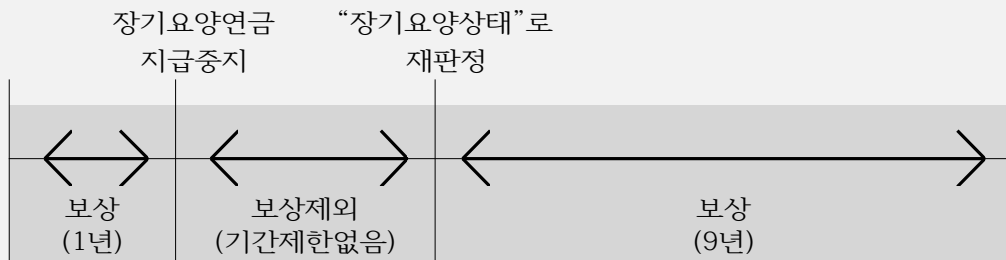 장기요양연금
지급중지
“장기요양상태”로
재판정
보상
(1년)
보상제외
(기간제한없음)
보상
(9년)